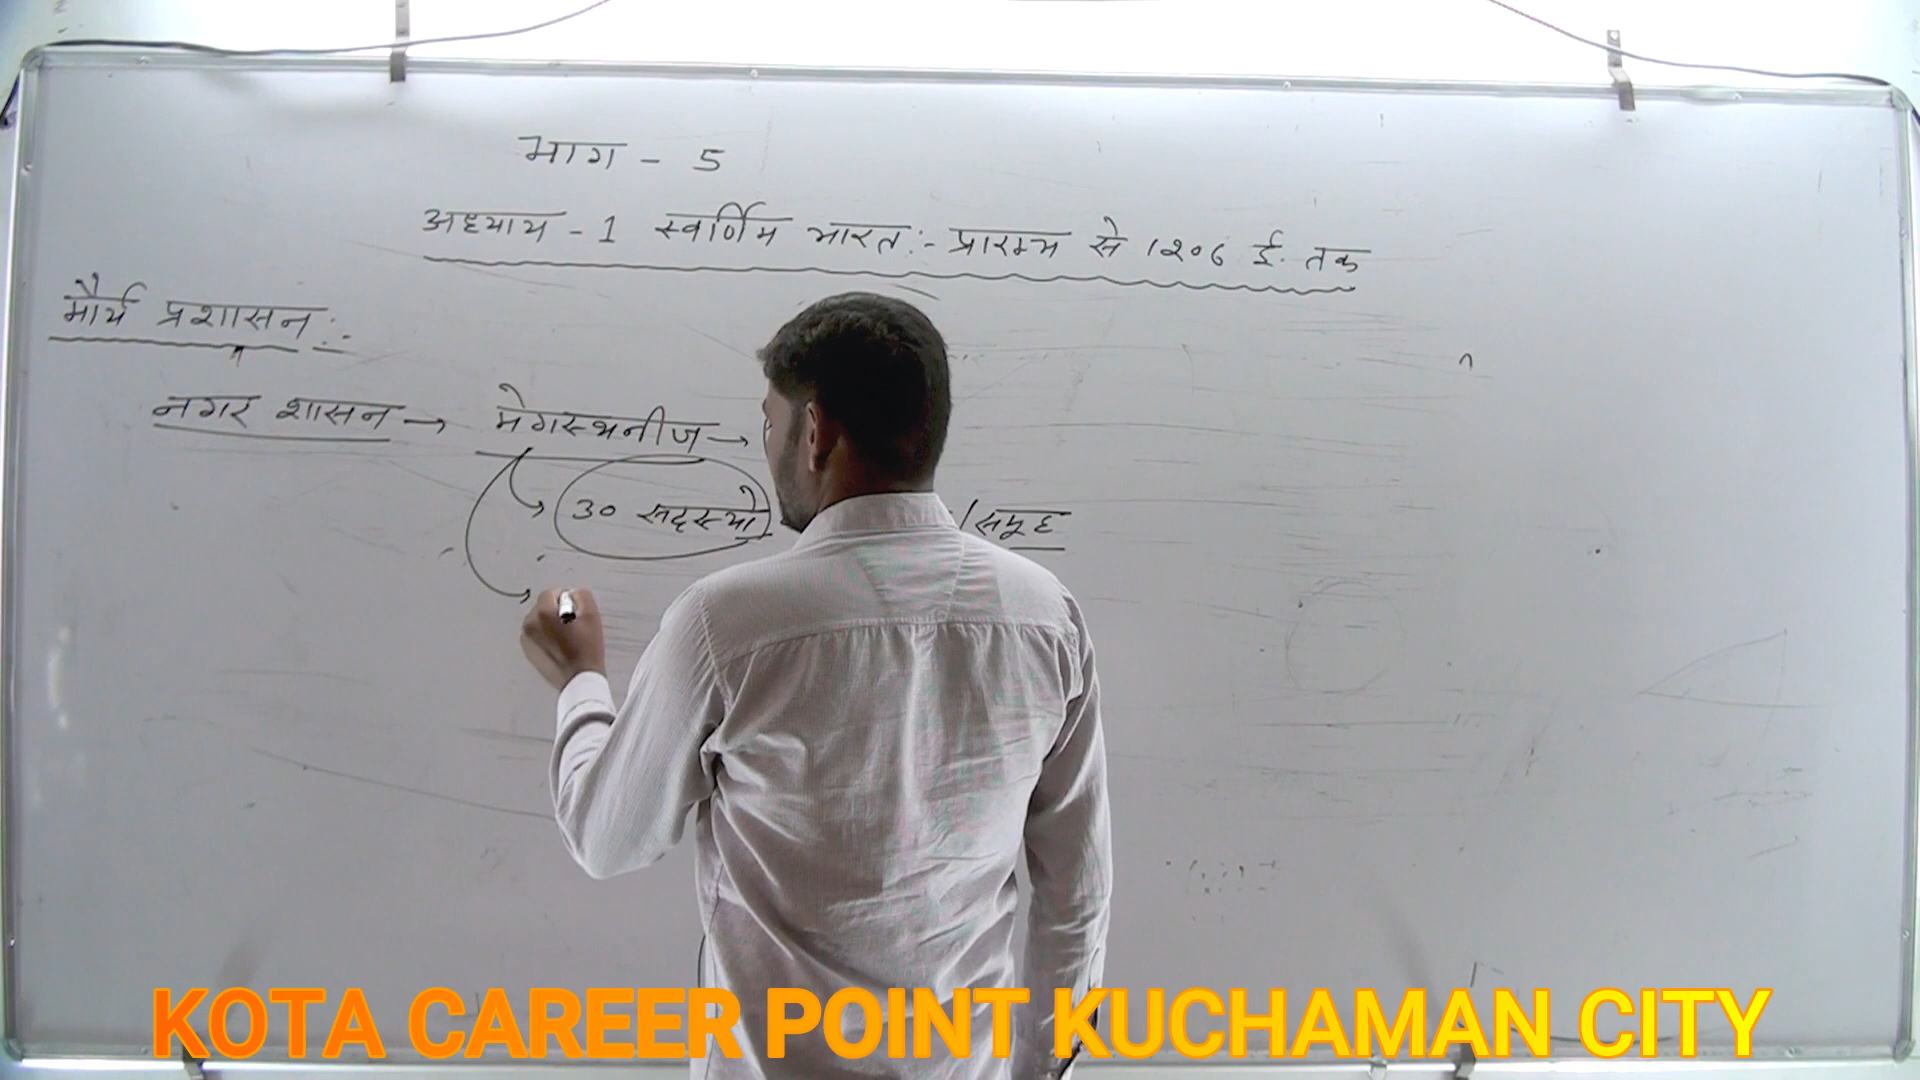 भाग - 5
अध्याय - 1 स्वर्णिम भारत :- प्रारम्भ से 1206 ई. तक
मौर्य प्रशासन :-
नगर शासन → मेगस्थनीज →
30 सदस्यो / समूह
KOTA CAREER POINT KUCHAMAN CITY